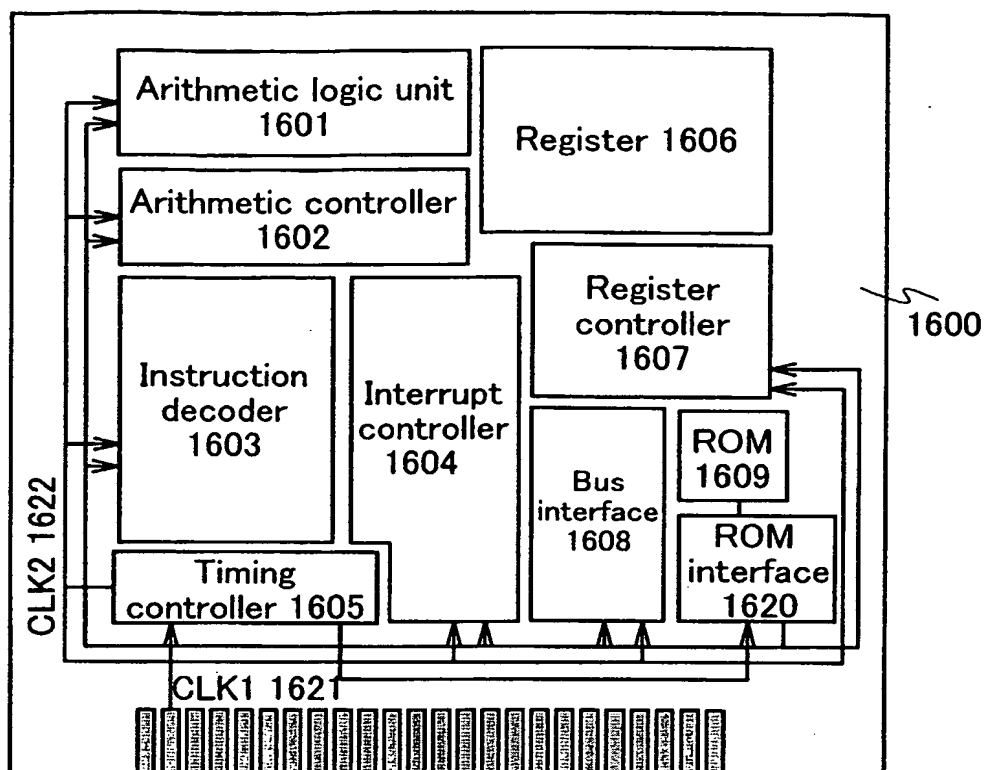 Arithmetic logic unit
1601
Register 1606
Arithmetic controller
1602
Register
controller
1607
1600
Instruction
decoder
1603
Interrupt
controller
1604
Bus
interface
1608
ROM
1609
ROM
interface
1620
Timing
controller 1605
CLK2 1622
CLK1 1621